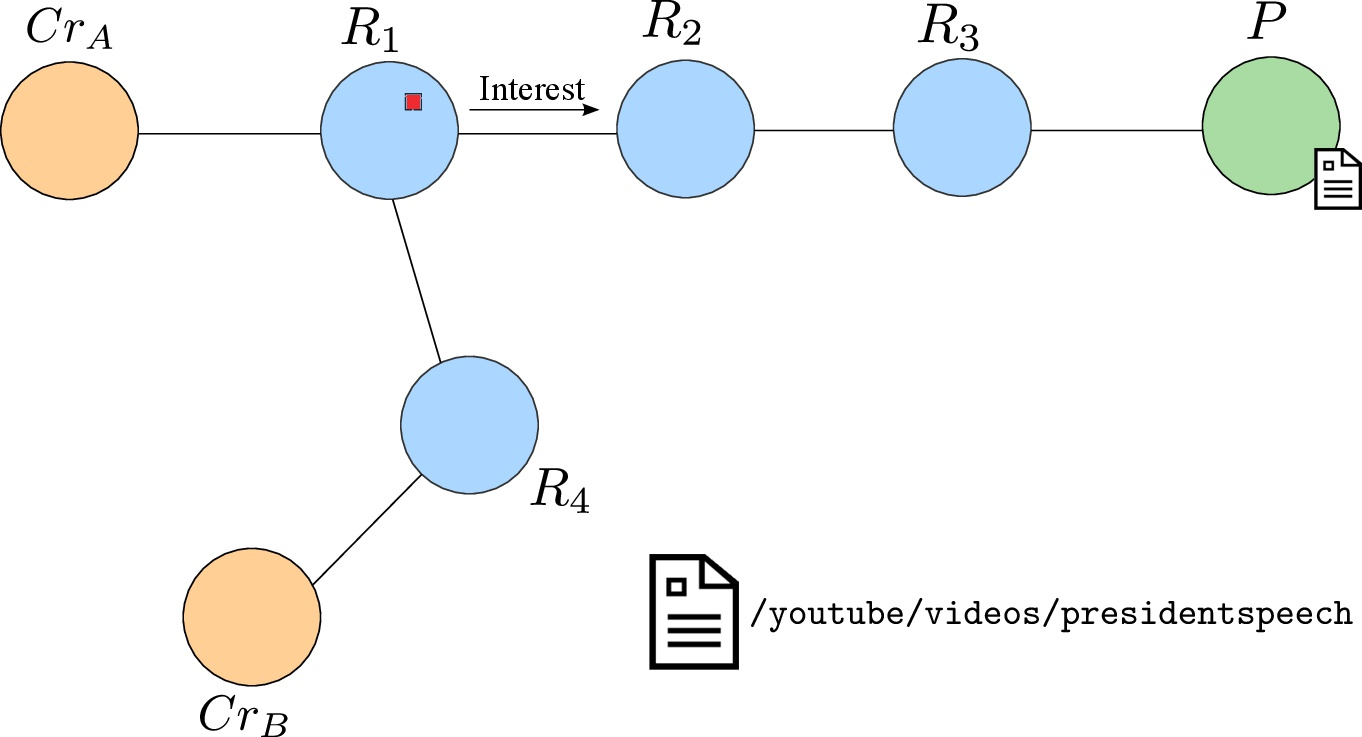 Cr_A
R_1
R_2
R_3
P
Interest
R_4
/youtube/videos/presidentspeech
Cr_B